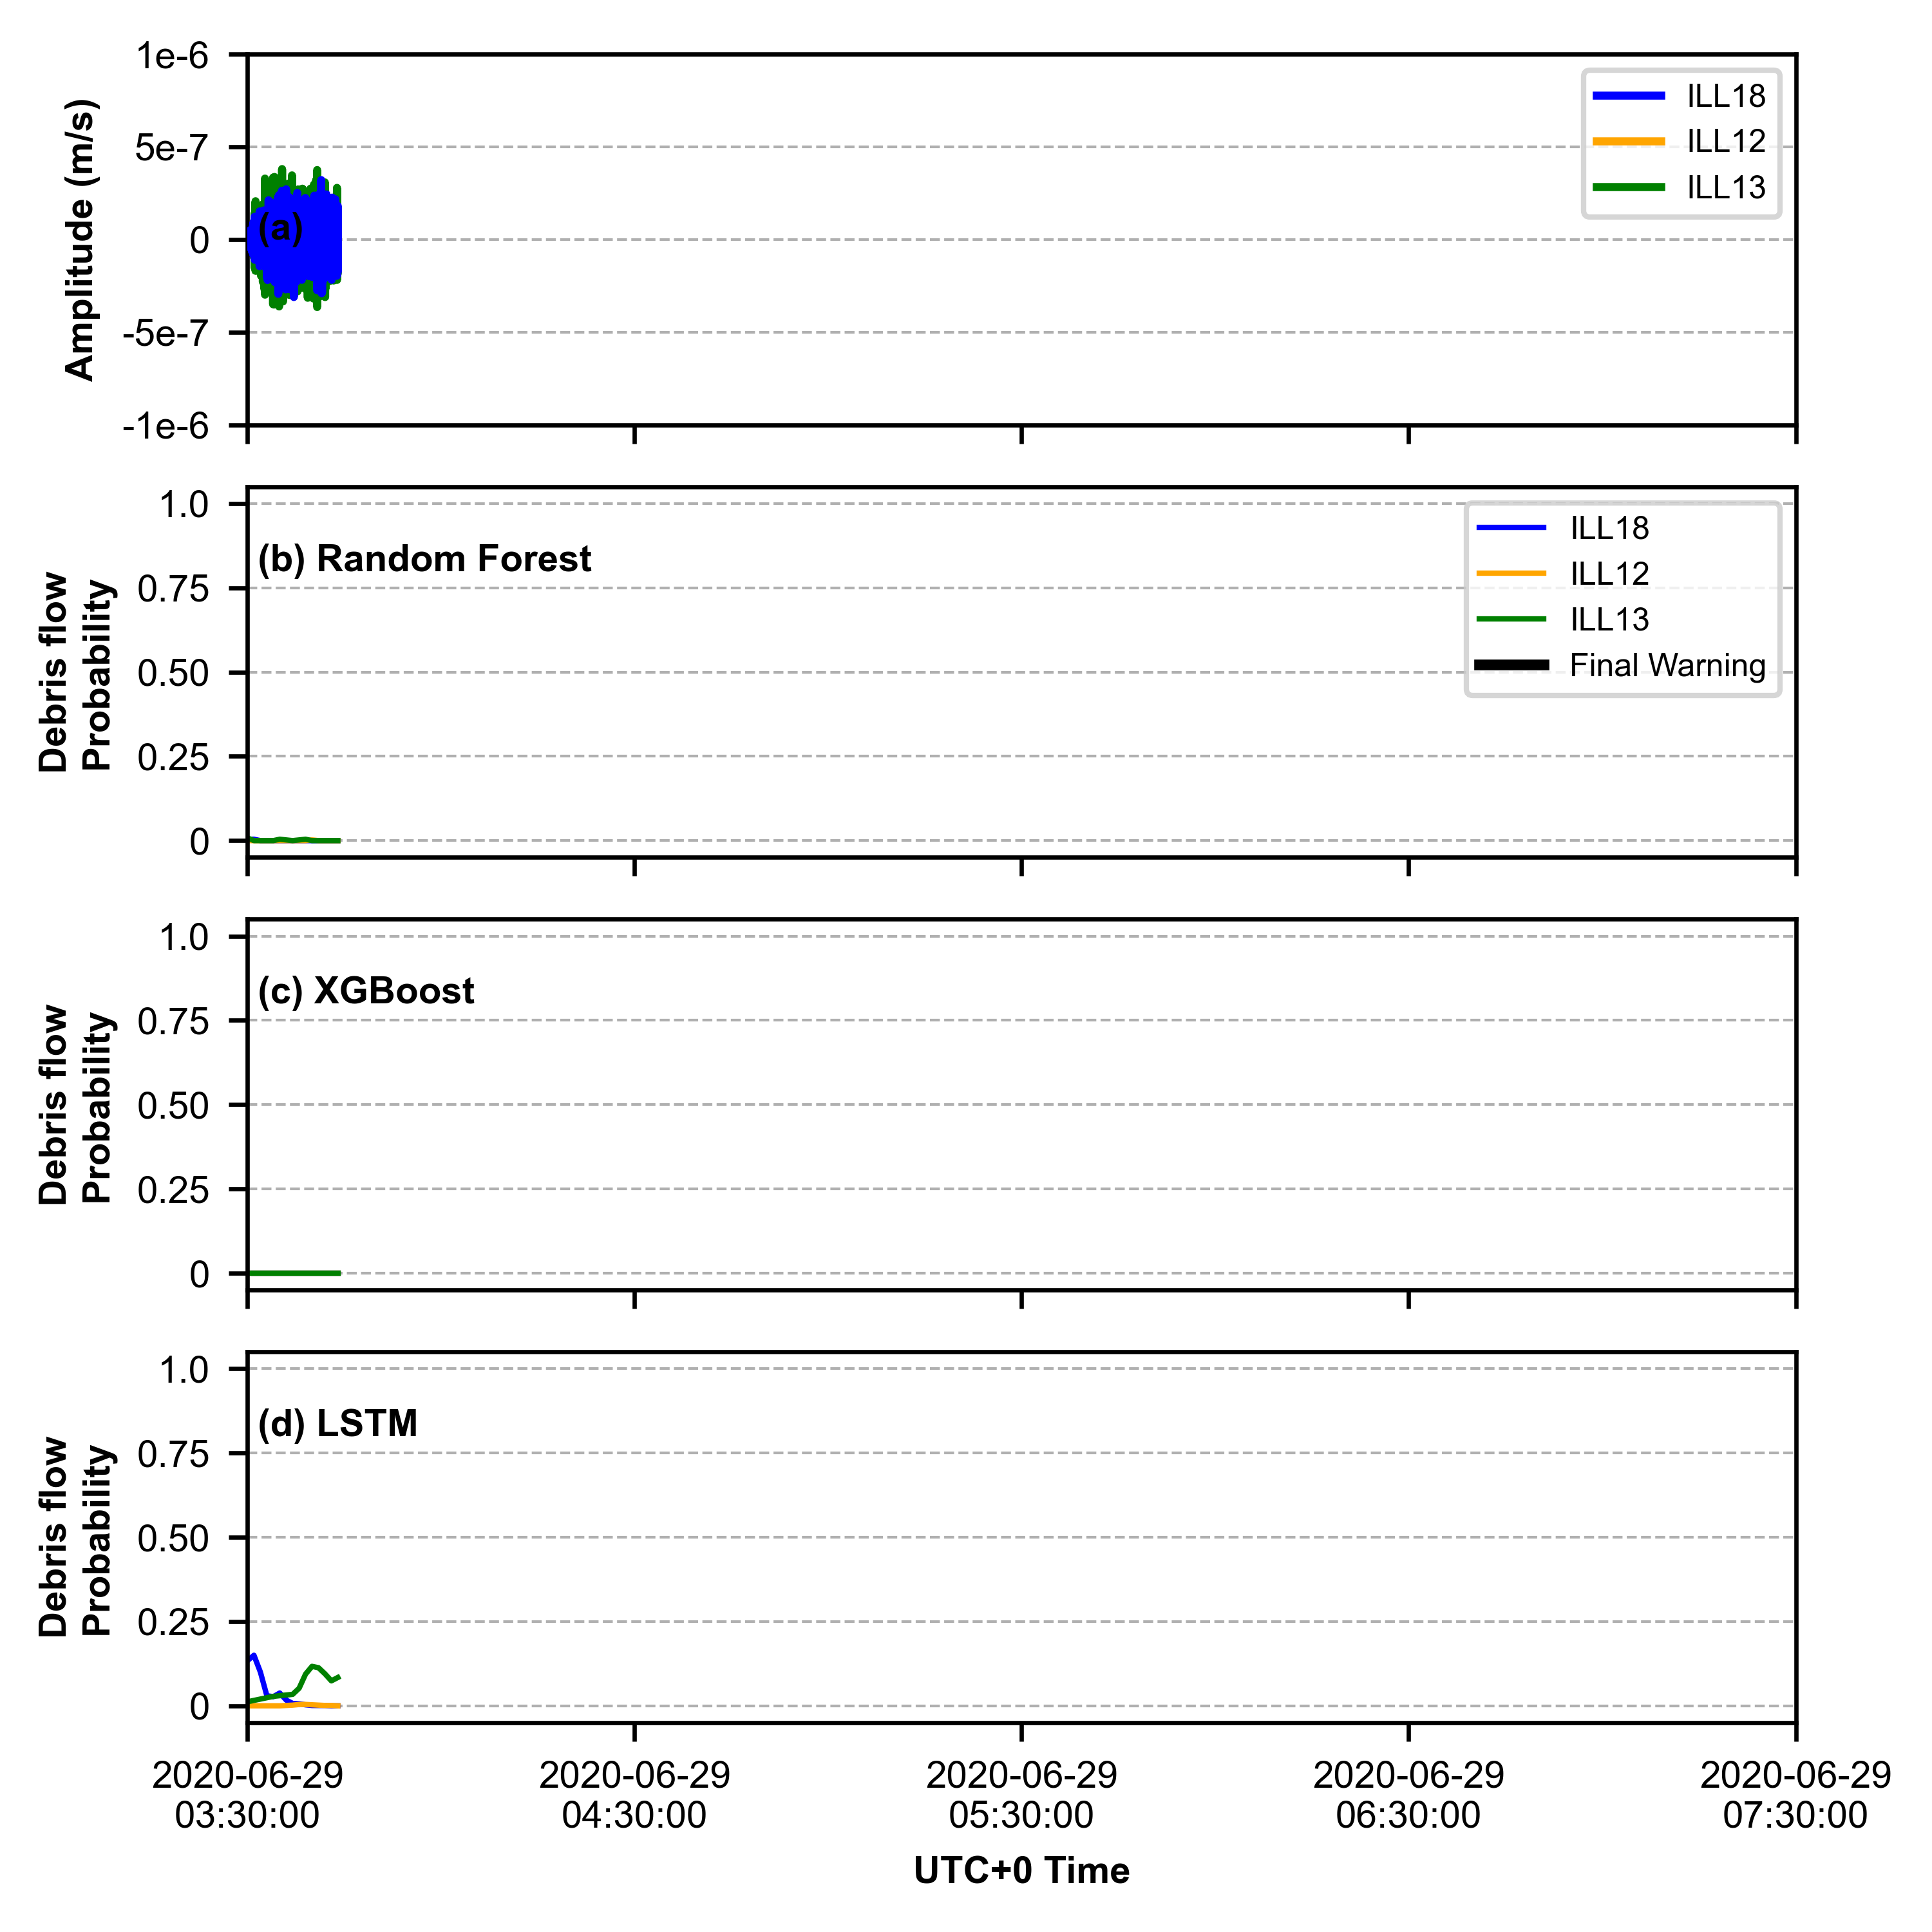 1e-6
5e-7
0
-5e-7
-1e-6
Amplitude (m/s)
(a)
ILL18
ILL12
ILL13
1.0
0.75
0.50
0.25
0
Debris flow
Probability
(b) Random Forest
ILL18
ILL12
ILL13
Final Warning
1.0
0.75
0.50
0.25
0
Debris flow
Probability
(c) XGBoost
1.0
0.75
0.50
0.25
0
Debris flow
Probability
(d) LSTM
2020-06-29
03:30:00
2020-06-29
04:30:00
2020-06-29
05:30:00
2020-06-29
06:30:00
2020-06-29
07:30:00
UTC+0 Time